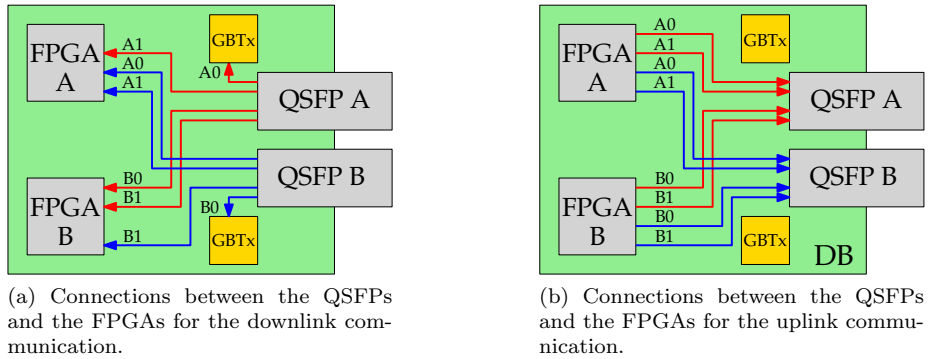 FPGA
A
A1
A0
A1
GBTx
A0
QSFP A
QSFP B
FPGA
B
B0
B1
B1
B0
GBTx
(a) Connections between the QSFPs
and the FPGAs for the downlink com-
munication.
FPGA
A
A0
A1
A0
A1
GBTx
QSFP A
QSFP B
FPGA
B
B0
B1
B0
B1
GBTx
DB
(b) Connections between the QSFPs
and the FPGAs for the uplink commu-
nication.